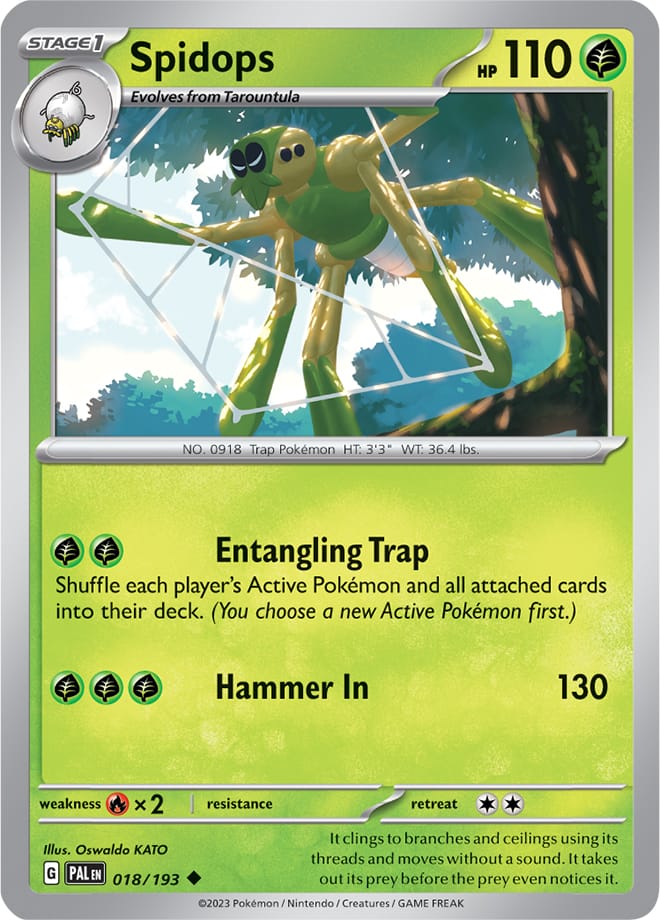 STAGE 1
Spidops
HP 110
Evolves from Tarountula
NO. 0918 Trap Pokémon HT: 3'3" WT: 36.4 lbs.
Entangling Trap
Shuffle each player's Active Pokémon and all attached cards
into their deck. (You choose a new Active Pokémon first.)
Hammer In 130
weakness ×2 resistance retreat
Illus. Oswaldo KATO
It clings to branches and ceilings using its
threads and moves without a sound. It takes
out its prey before the prey even notices it.
G PAL EN 018/193
©2023 Pokémon / Nintendo / Creatures / GAME FREAK